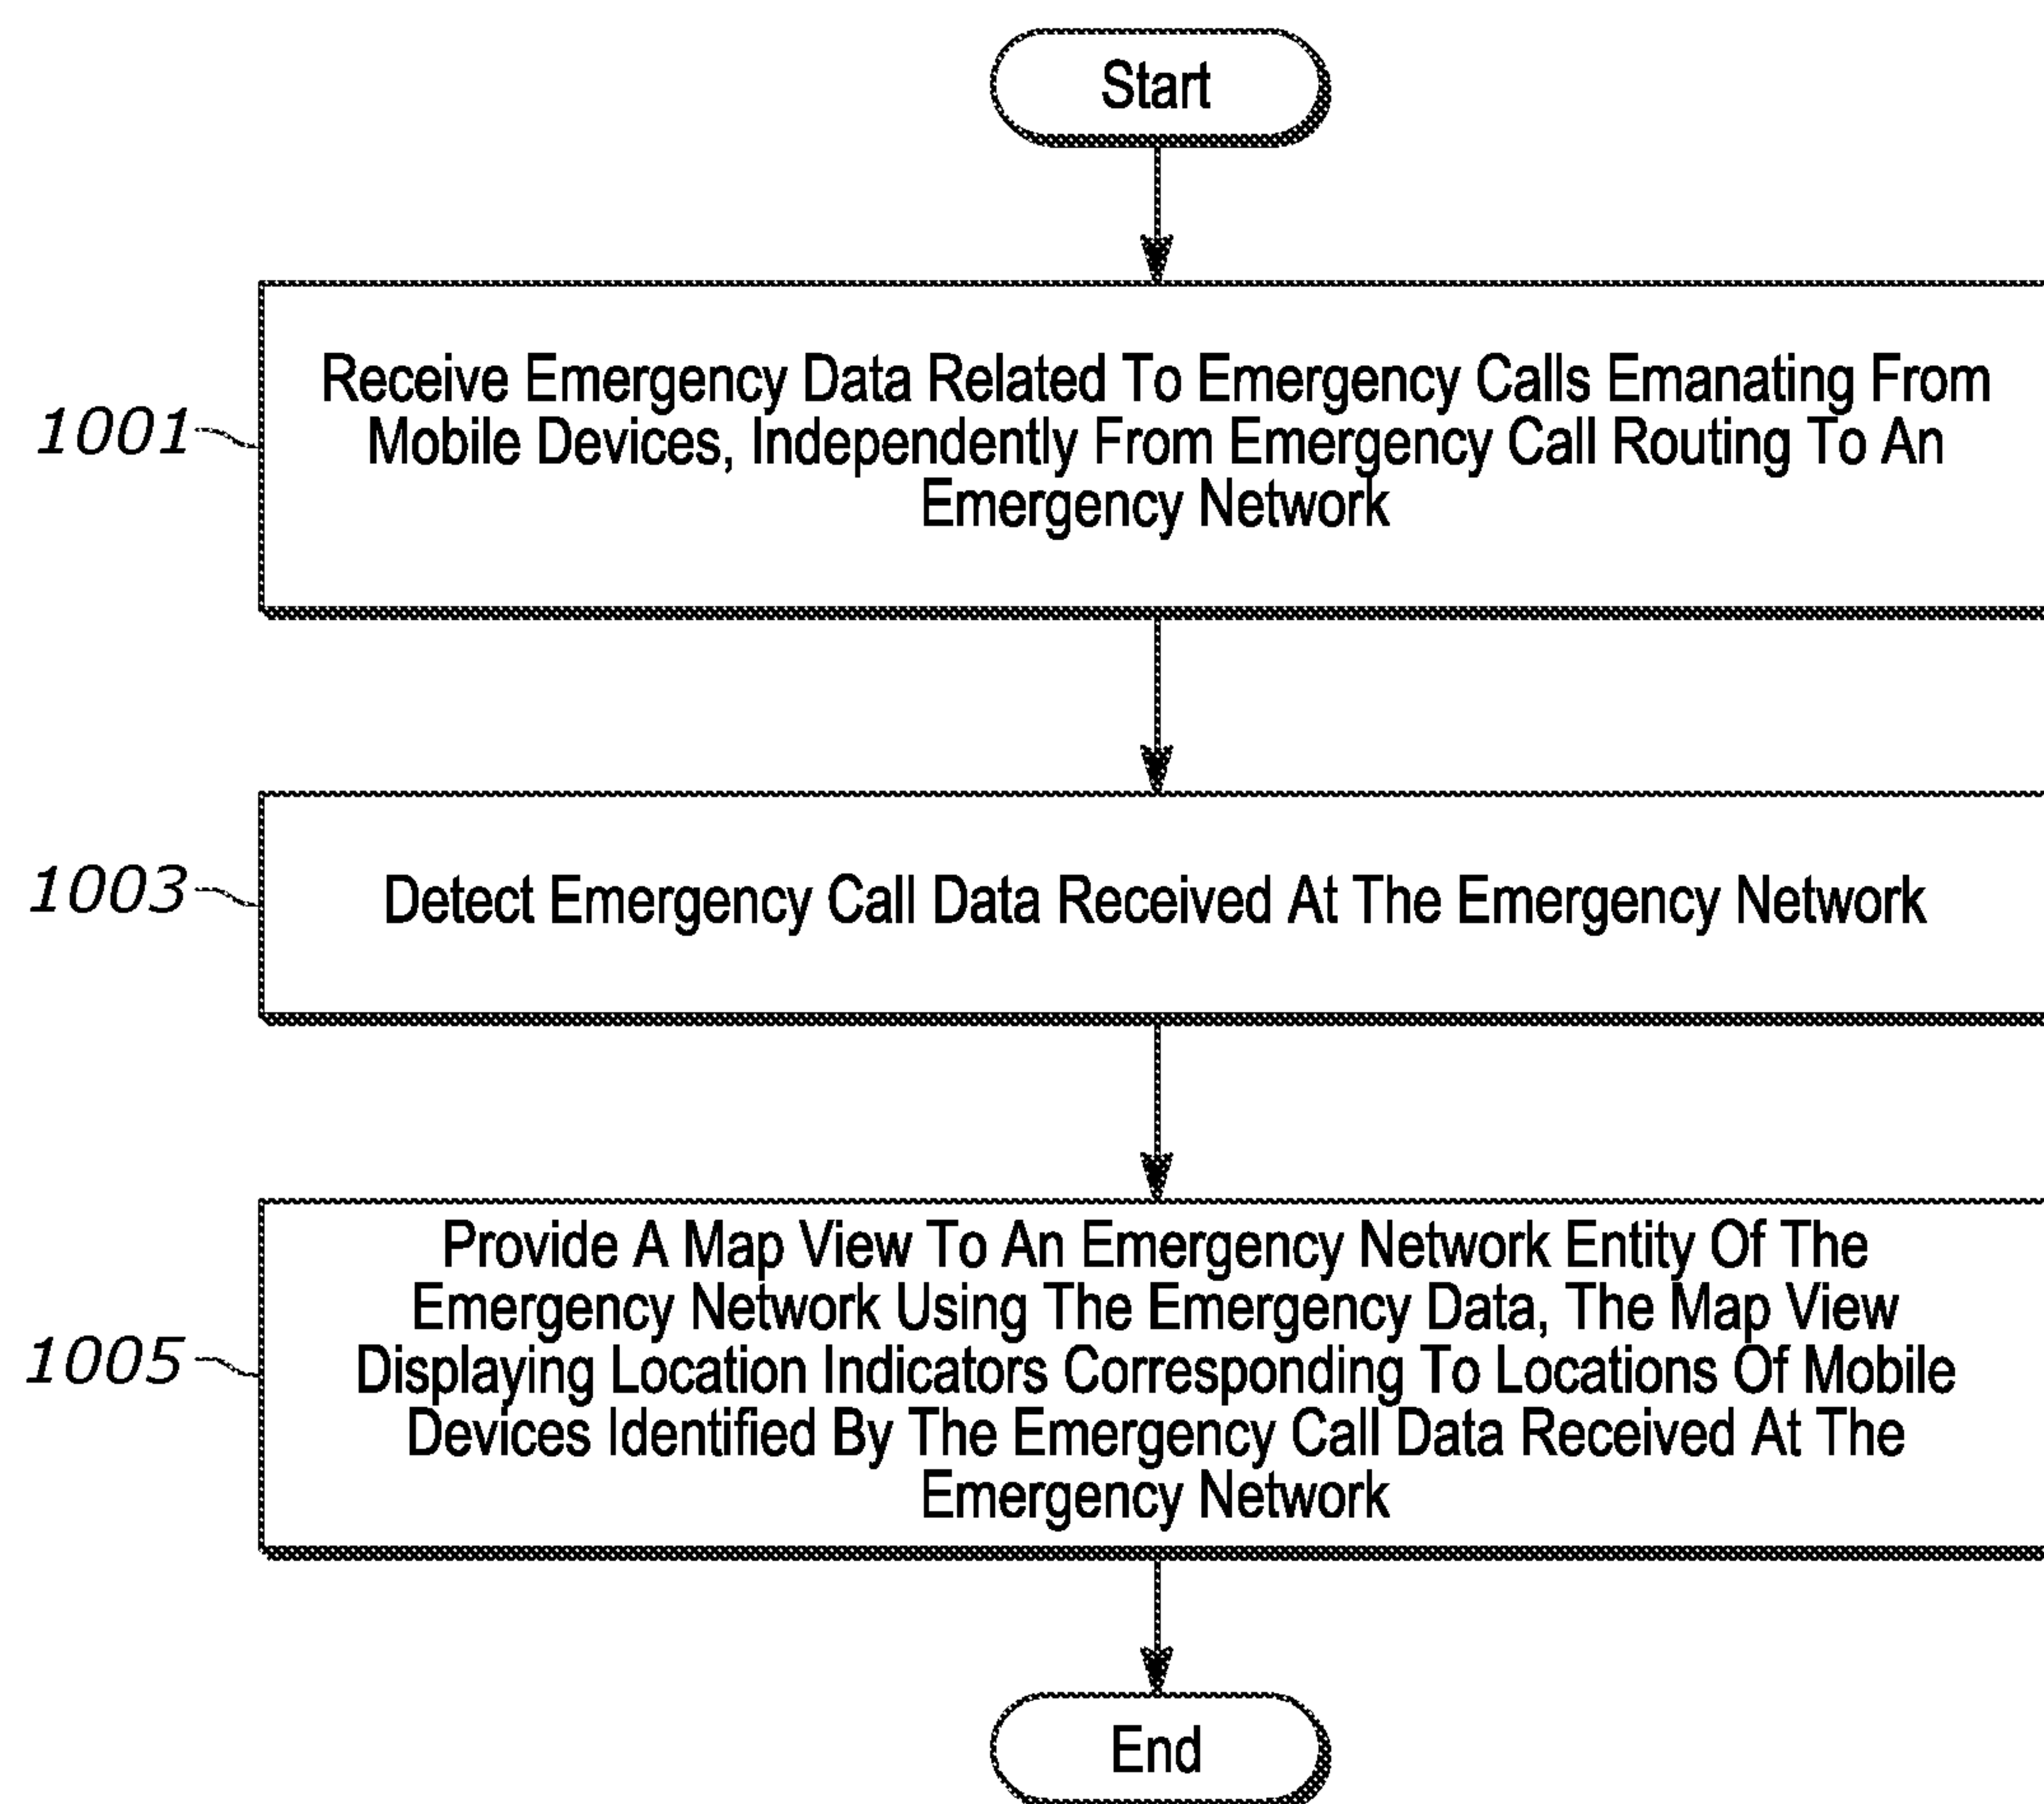 Start
Receive Emergency Data Related To Emergency Calls Emanating From
1001
Mobile Devices, Independently From Emergency Call Routing To An
Emergency Network
1003
Detect Emergency Call Data Received At The Emergency Network
Provide A Map View To An Emergency Network Entity Of The
Emergency Network Using The Emergency Data, The Map View
1005
Displaying Location Indicators Corresponding To Locations Of Mobile
Devices Identified By The Emergency Call Data Received At The
Emergency Network
End